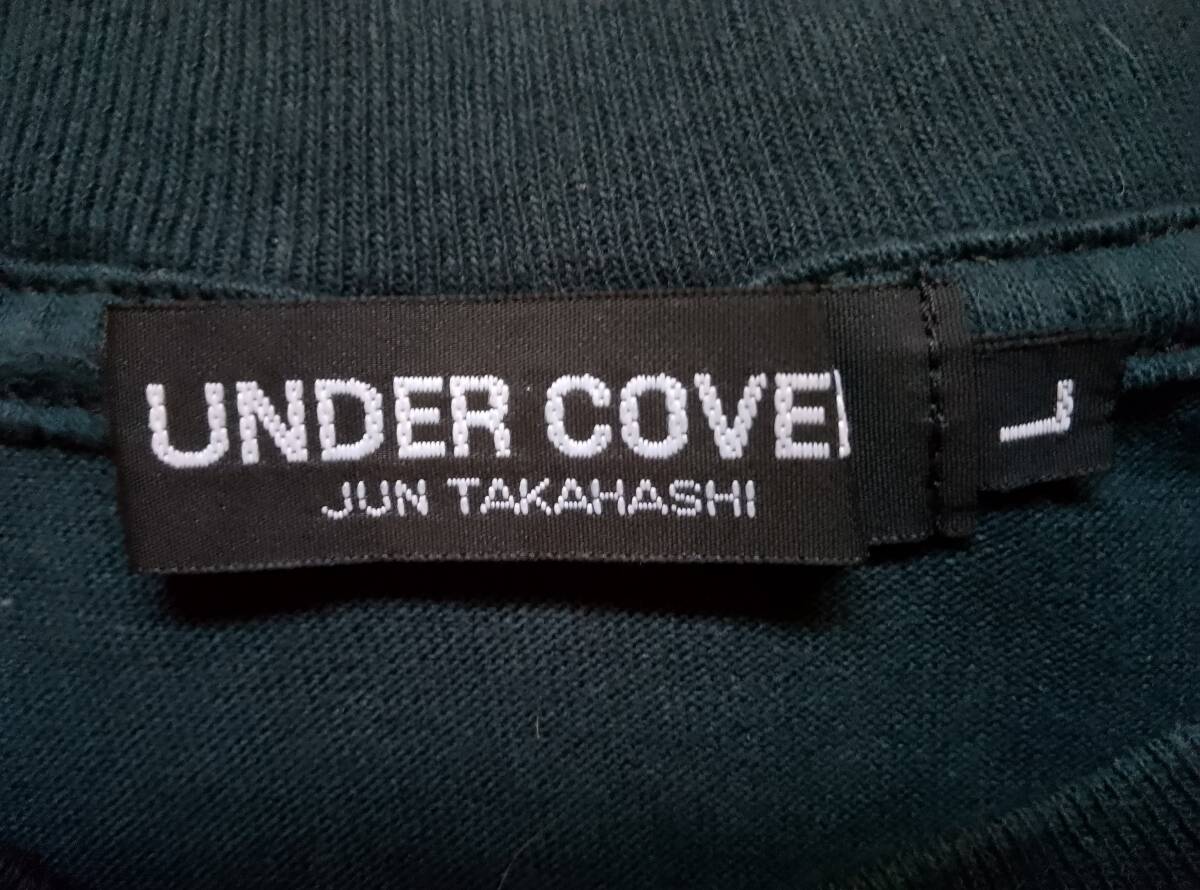 UNDER COVE
JUN TAKAHASHI
L